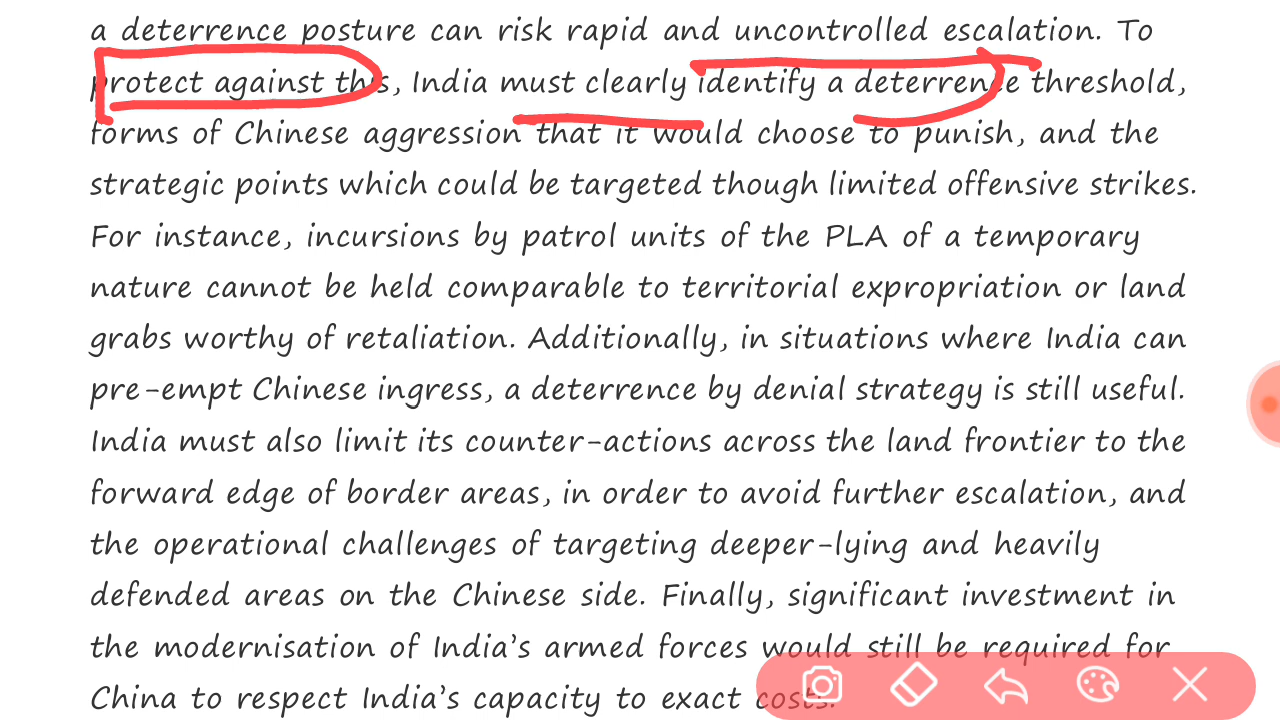 a deterrence posture can risk rapid and uncontrolled escalation. To
protect against this, India must clearly identify a deterrence threshold,
forms of Chinese aggression that it would choose to punish, and the
strategic points which could be targeted though limited offensive strikes.
For instance, incursions by patrol units of the PLA of a temporary
nature cannot be held comparable to territorial expropriation or land
grabs worthy of retaliation. Additionally, in situations where India can
pre-empt Chinese ingress, a deterrence by denial strategy is still useful.
India must also limit its counter-actions across the land frontier to the
forward edge of border areas, in order to avoid further escalation, and
the operational challenges of targeting deeper-lying and heavily
defended areas on the Chinese side. Finally, significant investment in
the modernisation of India's armed forces would still be required for
China to respect India's capacity to exact costs.